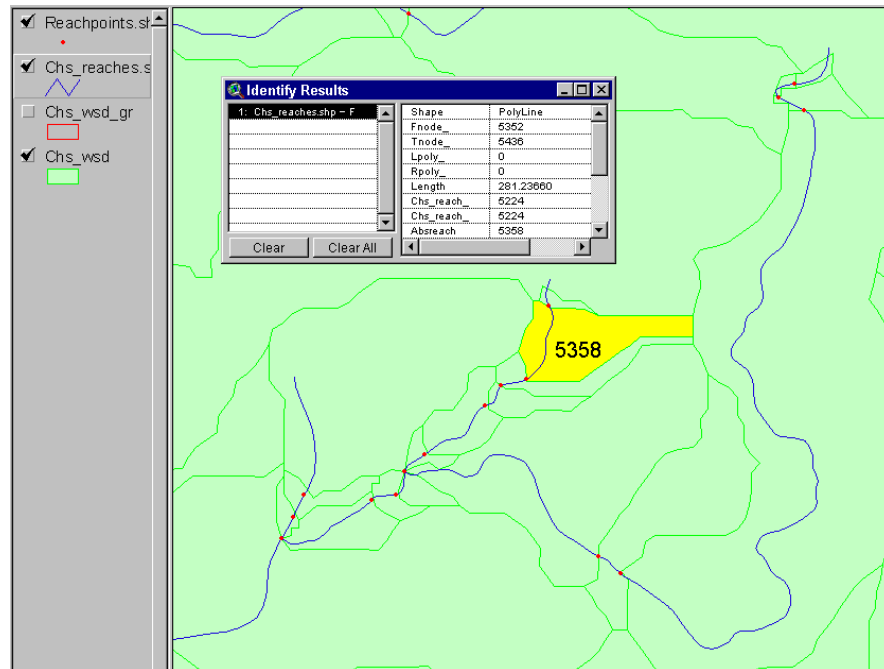 Reachpoints.sh
Chs_reaches.s
Chs_wsd_gr
Chs_wsd
Identify Results
1: Chs_reaches.shp - F
Shape PolyLine
Fnode_ 5352
Tnode_ 5436
Lpoly_ 0
Rpoly_ 0
Length 281.23660
Chs_reach_ 5224
Chs_reach_ 5224
Absreach 5358
Clear
Clear All
5358